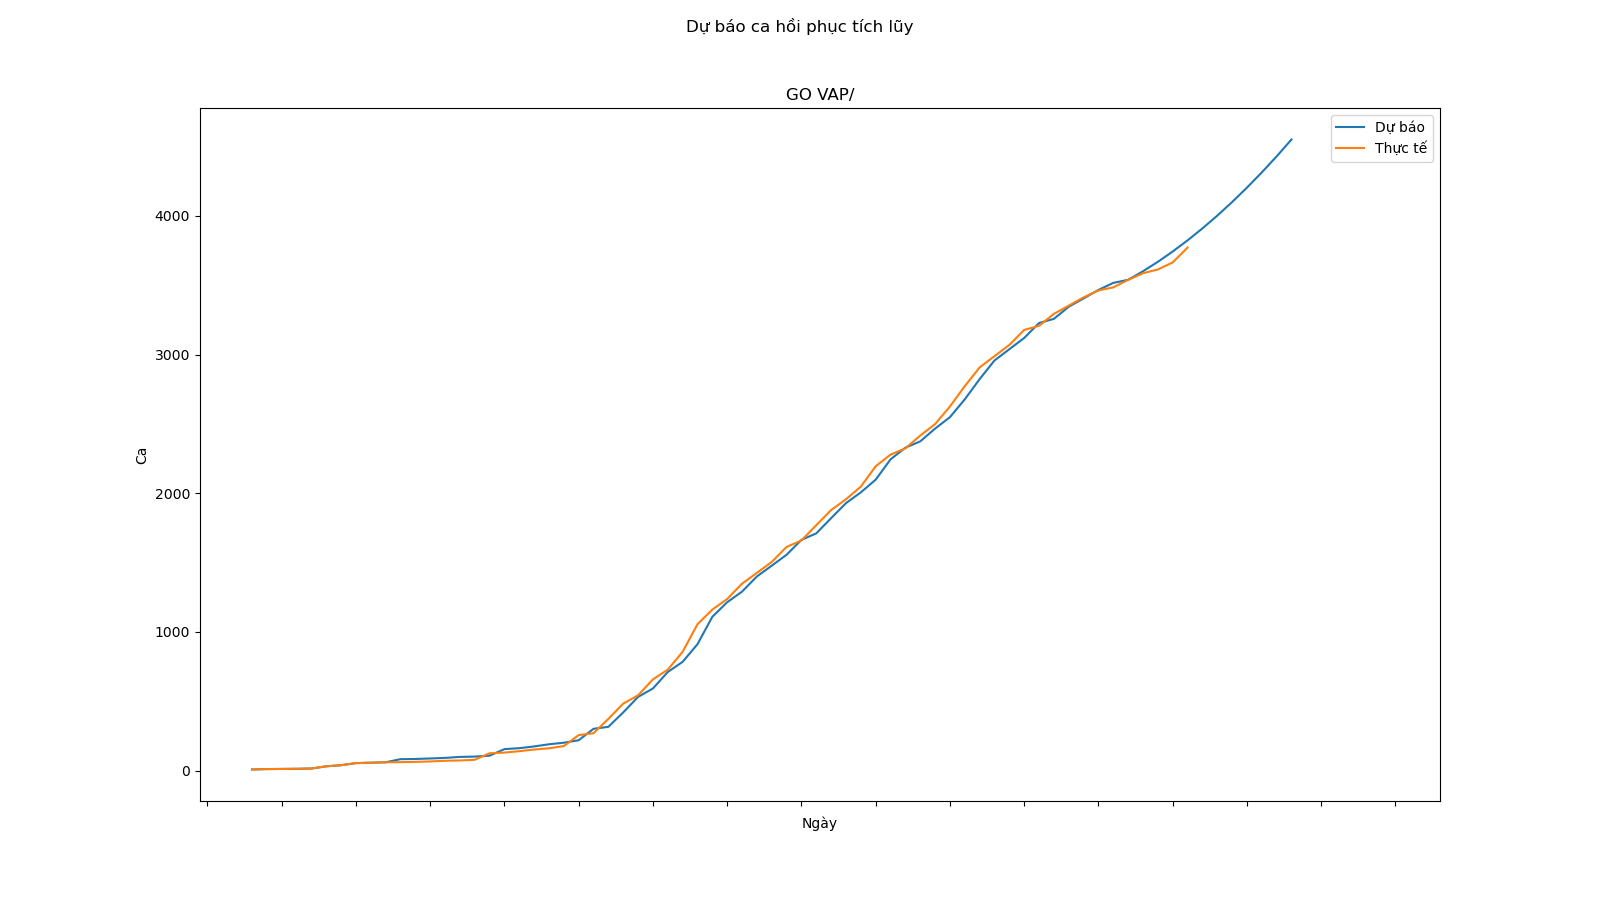 Dự báo ca hồi phục tích lũy
GO VAP/
Dự báo
Thực tế
4000
3000
2000
1000
0
Ca
Ngày